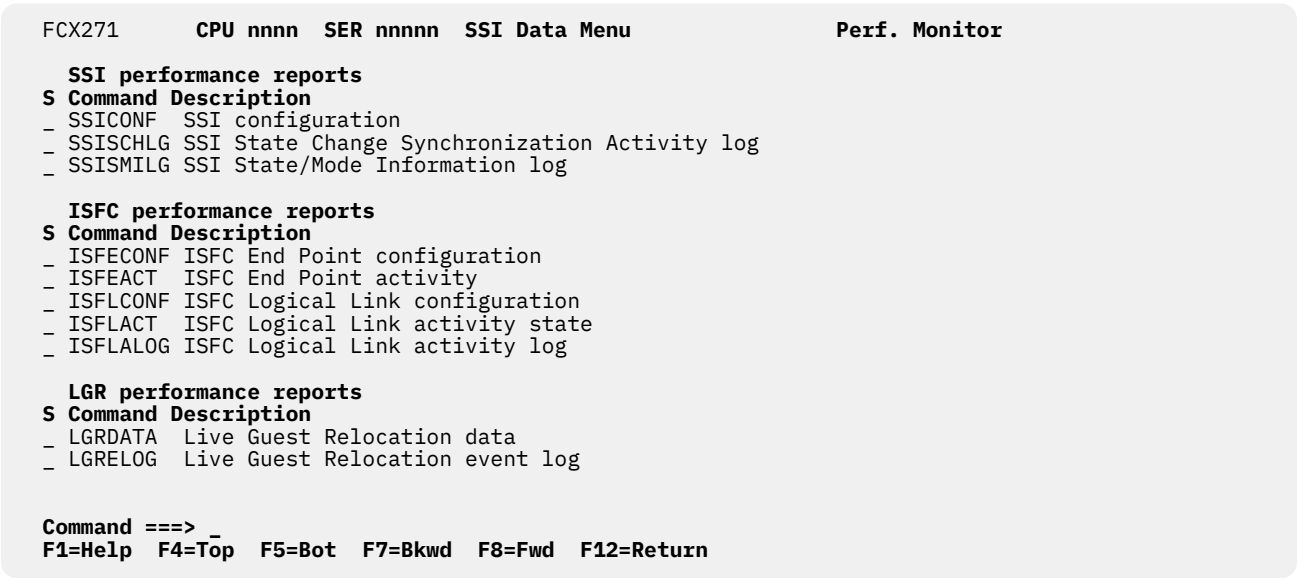 FCX271      CPU nnnn  SER nnnnn  SSI Data Menu                Perf. Monitor
  SSI performance reports
S Command Description
_ SSICONF  SSI configuration
_ SSISCHLG SSI State Change Synchronization Activity log
_ SSISMILG SSI State/Mode Information log
  ISFC performance reports
S Command Description
_ ISFECONF ISFC End Point configuration
_ ISFEACT  ISFC End Point activity
_ ISFLCONF ISFC Logical Link configuration
_ ISFLACT  ISFC Logical Link activity state
_ ISFLALOG ISFC Logical Link activity log
  LGR performance reports
S Command Description
_ LGRDATA  Live Guest Relocation data
_ LGRELOG  Live Guest Relocation event log
Command ===> _
F1=Help  F4=Top  F5=Bot  F7=Bkwd  F8=Fwd  F12=Return